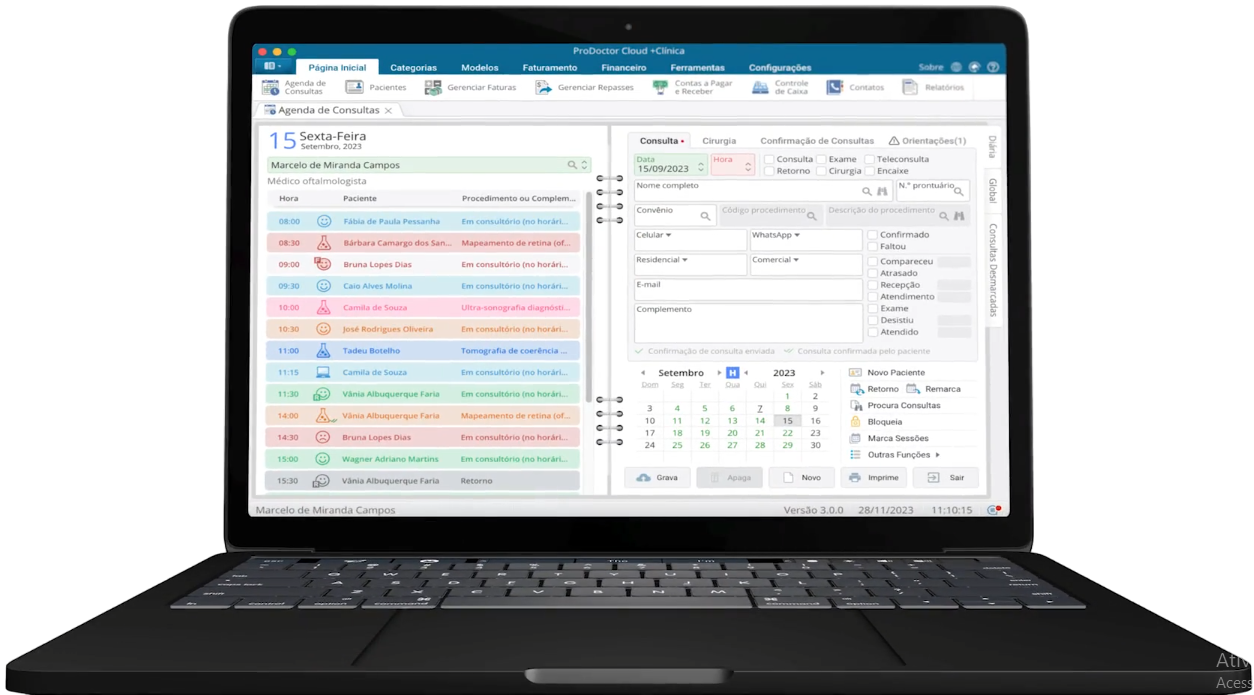 ProDoctor Cloud +Clínica
Página Inicial Categorias Modelos Faturamento Financeiro Ferramentas Configurações Sobre
Agenda de Consultas Pacientes Gerenciar Faturas Gerenciar Repasses Contas a Pagar e Receber Controle de Caixa Contatos Relatórios
Agenda de Consultas
15 Sexta-Feira
Setembro, 2023
Marcelo de Miranda Campos
Médico oftalmologista
Hora Paciente Procedimento ou Complem...
08:00 Fábia de Paula Pessanha Em consultório (no horári...
08:30 Bárbara Camargo dos San... Mapeamento de retina (of...
09:00 Bruna Lopes Dias Em consultório (no horári...
09:30 Caio Alves Molina Em consultório (no horári...
10:00 Camila de Souza Ultra-sonografia diagnósti...
10:30 José Rodrigues Oliveira Em consultório (no horári...
11:00 Tadeu Botelho Tomografia de coerência ...
11:15 Camila de Souza Em consultório (no horári...
11:30 Vânia Albuquerque Faria Em consultório (no horári...
14:00 Vânia Albuquerque Faria Mapeamento de retina (of...
14:30 Bruna Lopes Dias Em consultório (no horári...
15:00 Wagner Adriano Martins Em consultório (no horári...
15:30 Vânia Albuquerque Faria Retorno
Consulta Cirurgia Confirmação de Consultas Orientações(1)
Data Hora
15/09/2023
Consulta Exame Teleconsulta
Retorno Cirurgia Encaixe
Nome completo N.º prontuário
Convênio Código procedimento Descrição do procedimento
Celular WhatsApp
Residencial Comercial
E-mail
Complemento
Confirmado
Faltou
Compareceu
Atrasado
Recepção
Atendimento
Exame
Desistiu
Atendido
Confirmação de consulta enviada Consulta confirmada pelo paciente
Diária
Global
Consultas Desmarcadas
Setembro H 2023
Dom Seg Ter Qua Qui Sex Sáb
1 2
3 4 5 6 7 8 9
10 11 12 13 14 15 16
17 18 19 20 21 22 23
24 25 26 27 28 29 30
Novo Paciente
Retorno Remarca
Procura Consultas
Bloqueia
Marca Sessões
Outras Funções
Grava Apaga Novo Imprime Sair
Marcelo de Miranda Campos Versão 3.0.0 28/11/2023 11:10:15
Ativ
Acess